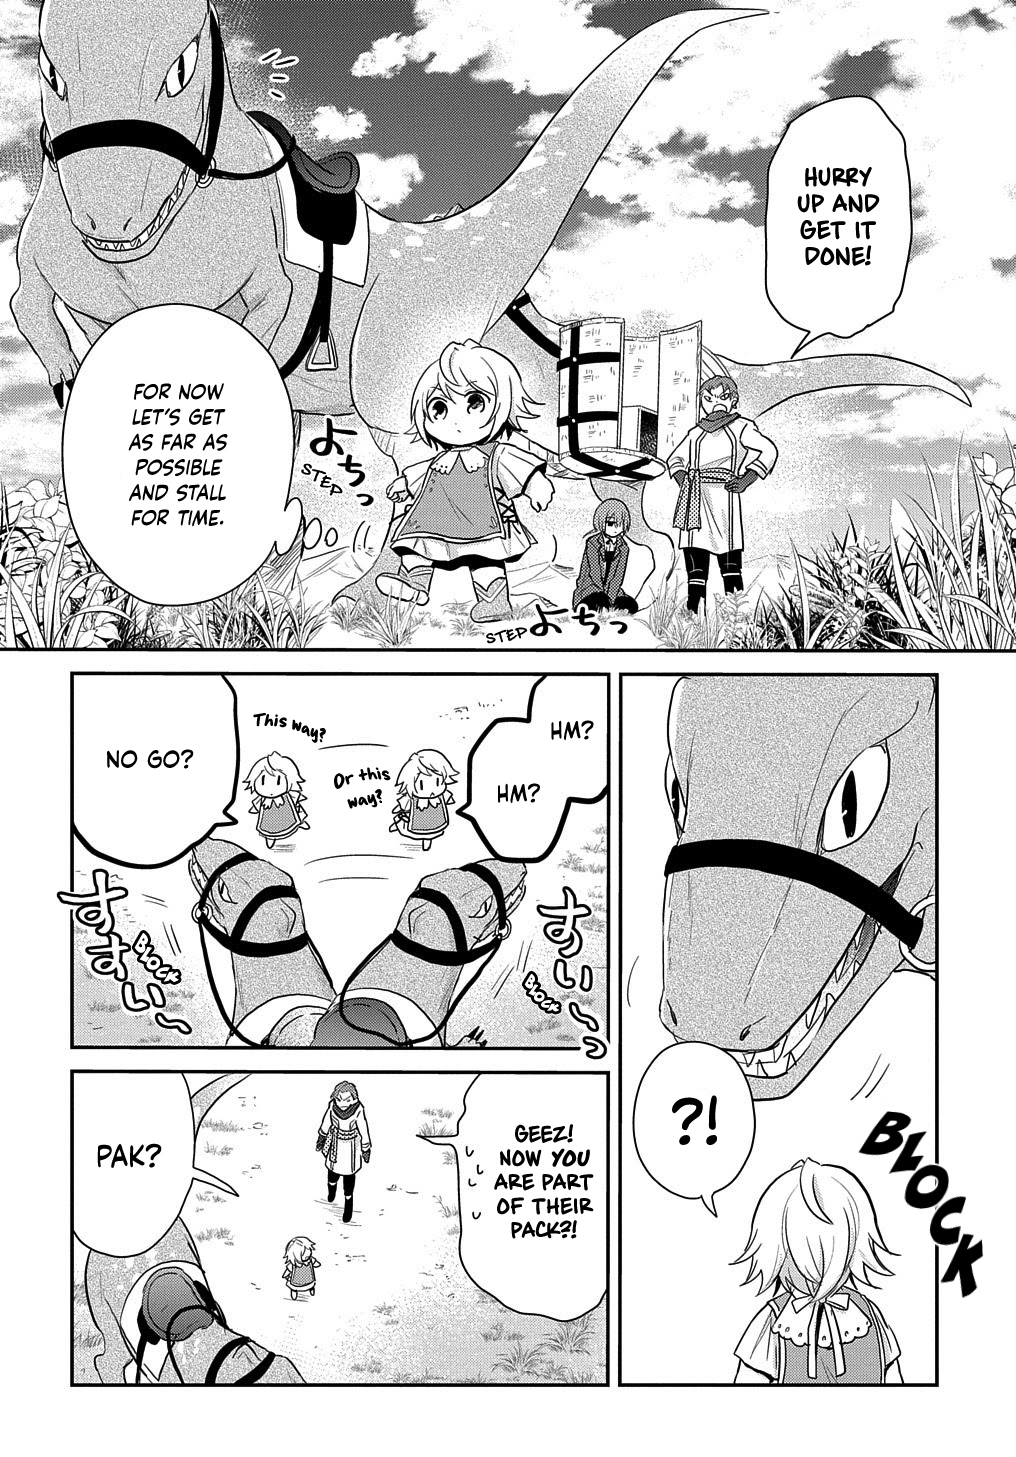 HURRY
UP AND
GET IT
DONE!
FOR NOW
LET'S GET
AS FAR AS
POSSIBLE
AND STALL
FOR TIME.
よちっ
STEP
STEP
よちっ
?!
BLOCK
HM?
HM?
This way?
Or this
way?
NO GO?
すいーっ
BLOCK
BLOCK
すすい〜
GEEZ!
NOW YOU
ARE PART
OF THEIR
PACK?!
PAK?